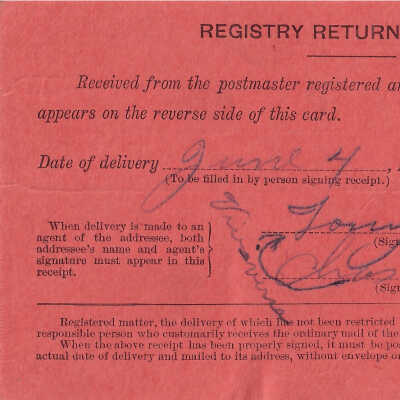 REGISTRY RETURN
Received from the postmaster registered
appears on the reverse side of this card.
Date of delivery June 4,
(To be filled in by person signing receipt.)
When delivery is made to an
agent of the addressee, both
addressee's name and agent's
signature must appear in this
receipt.
(Sign
(Sign
Registered matter, the delivery of which has not been restricted
responsible person who customarily receives the ordinary mail of the
When the above receipt has been properly signed, it must be pos
actual date of delivery and mailed to its address, without envelope o